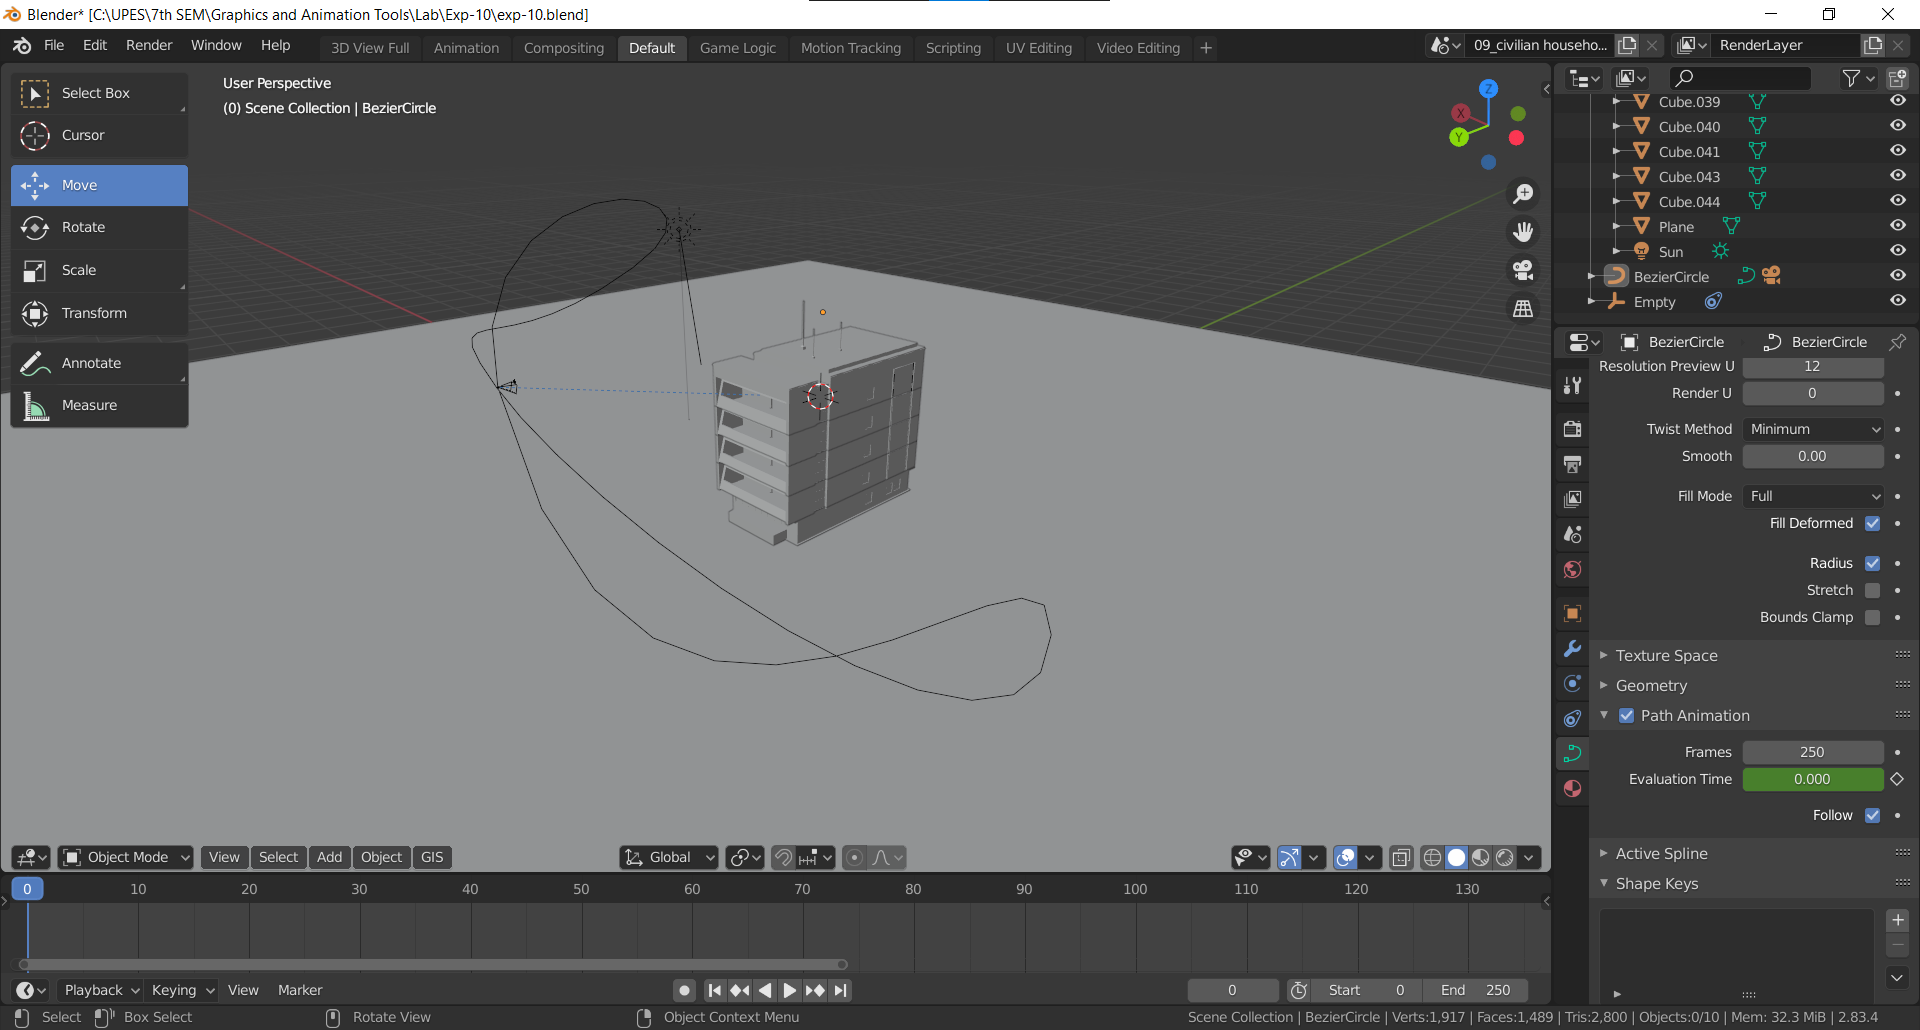 Blender* [C:\UPES\7th SEM\Graphics and Animation Tools\Lab\Exp-10\exp-10.blend]
File Edit Render Window Help 3D View Full Animation Compositing Default Game Logic Motion Tracking Scripting UV Editing Video Editing + 09_civilian househo... RenderLayer
Select Box
Cursor
Move
Rotate
Scale
Transform
Annotate
Measure
User Perspective
(0) Scene Collection | BezierCircle
Z
X
Y
Cube.039
Cube.040
Cube.041
Cube.043
Cube.044
Plane
Sun
BezierCircle
Empty
BezierCircle BezierCircle
Resolution Preview U 12
Render U 0
Twist Method Minimum
Smooth 0.00
Fill Mode Full
Fill Deformed
Radius
Stretch
Bounds Clamp
Texture Space
Geometry
Path Animation
Frames 250
Evaluation Time 0.000
Follow
Active Spline
Shape Keys
Object Mode View Select Add Object GIS Global
0 10 20 30 40 50 60 70 80 90 100 110 120 130
Playback Keying View Marker 0 Start 0 End 250
Select Box Select Rotate View Object Context Menu Scene Collection | BezierCircle | Verts:1,917 | Faces:1,489 | Tris:2,800 | Objects:0/10 | Mem: 32.3 MiB | 2.83.4